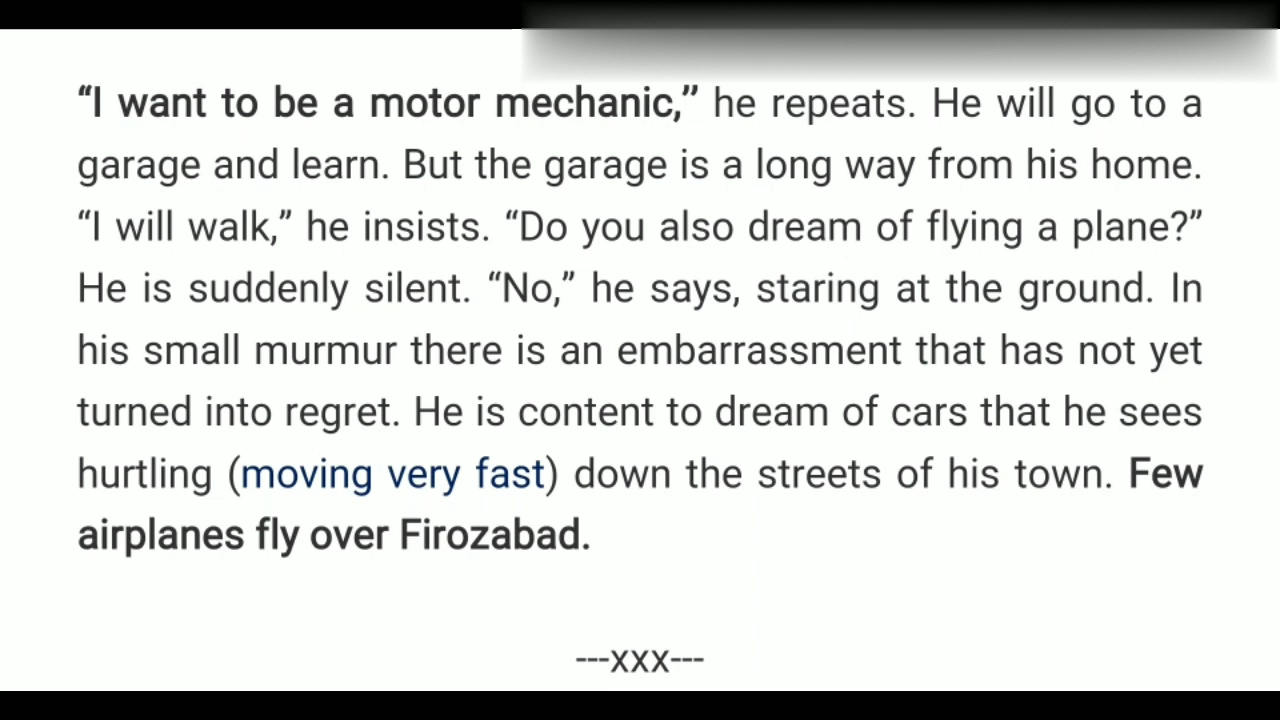 “I want to be a motor mechanic,” he repeats. He will go to a
garage and learn. But the garage is a long way from his home.
“I will walk,” he insists. “Do you also dream of flying a plane?”
He is suddenly silent. “No,” he says, staring at the ground. In
his small murmur there is an embarrassment that has not yet
turned into regret. He is content to dream of cars that he sees
hurtling (moving very fast) down the streets of his town. Few
airplanes fly over Firozabad.
---xxx---